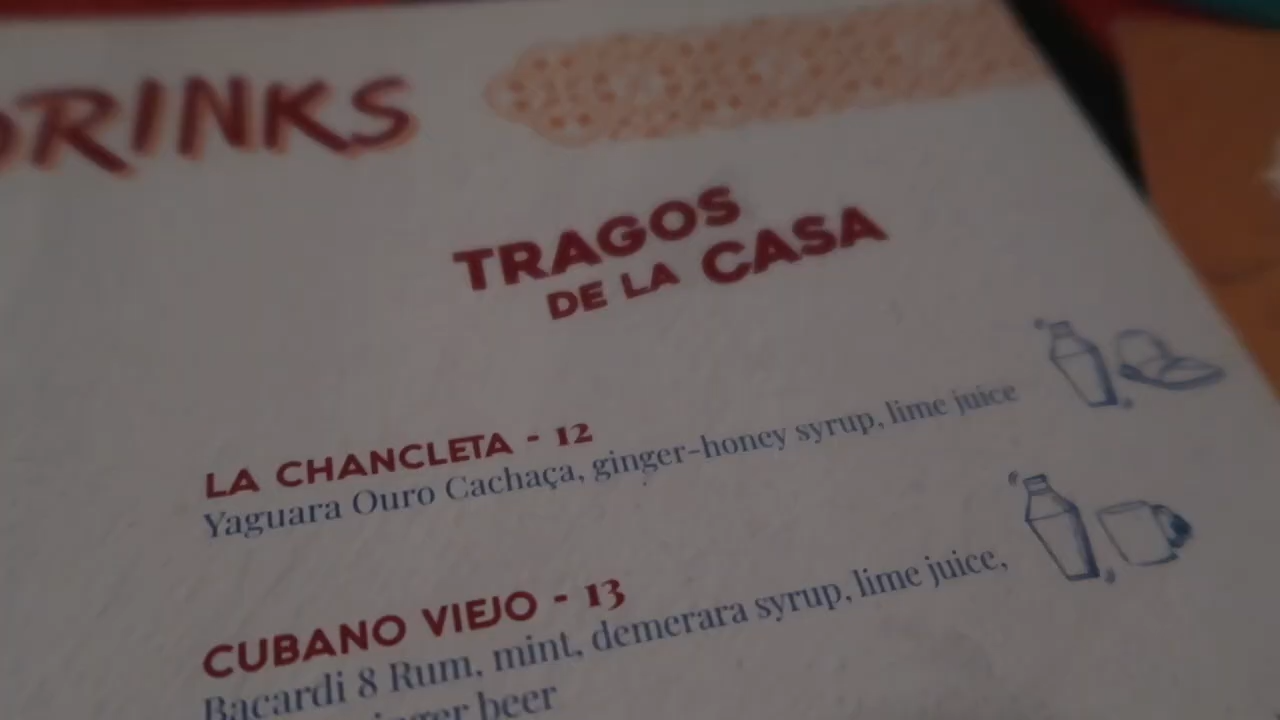 DRINKS
TRAGOS
DE LA CASA
LA CHANCLETA - 12
Yaguara Ouro Cachaça, ginger-honey syrup, lime juice
CUBANO VIEJO - 13
Bacardi 8 Rum, mint, demerara syrup, lime juice,
beer